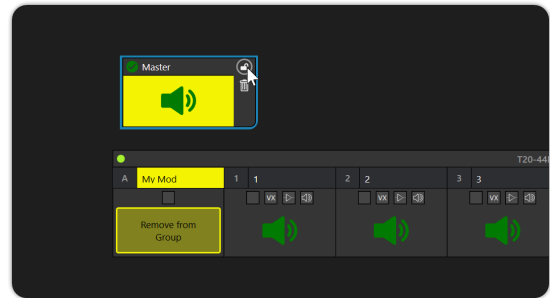 Master
T20-44
A My Mod 1 1 2 2 3 3
VX VX VX
Remove from
Group